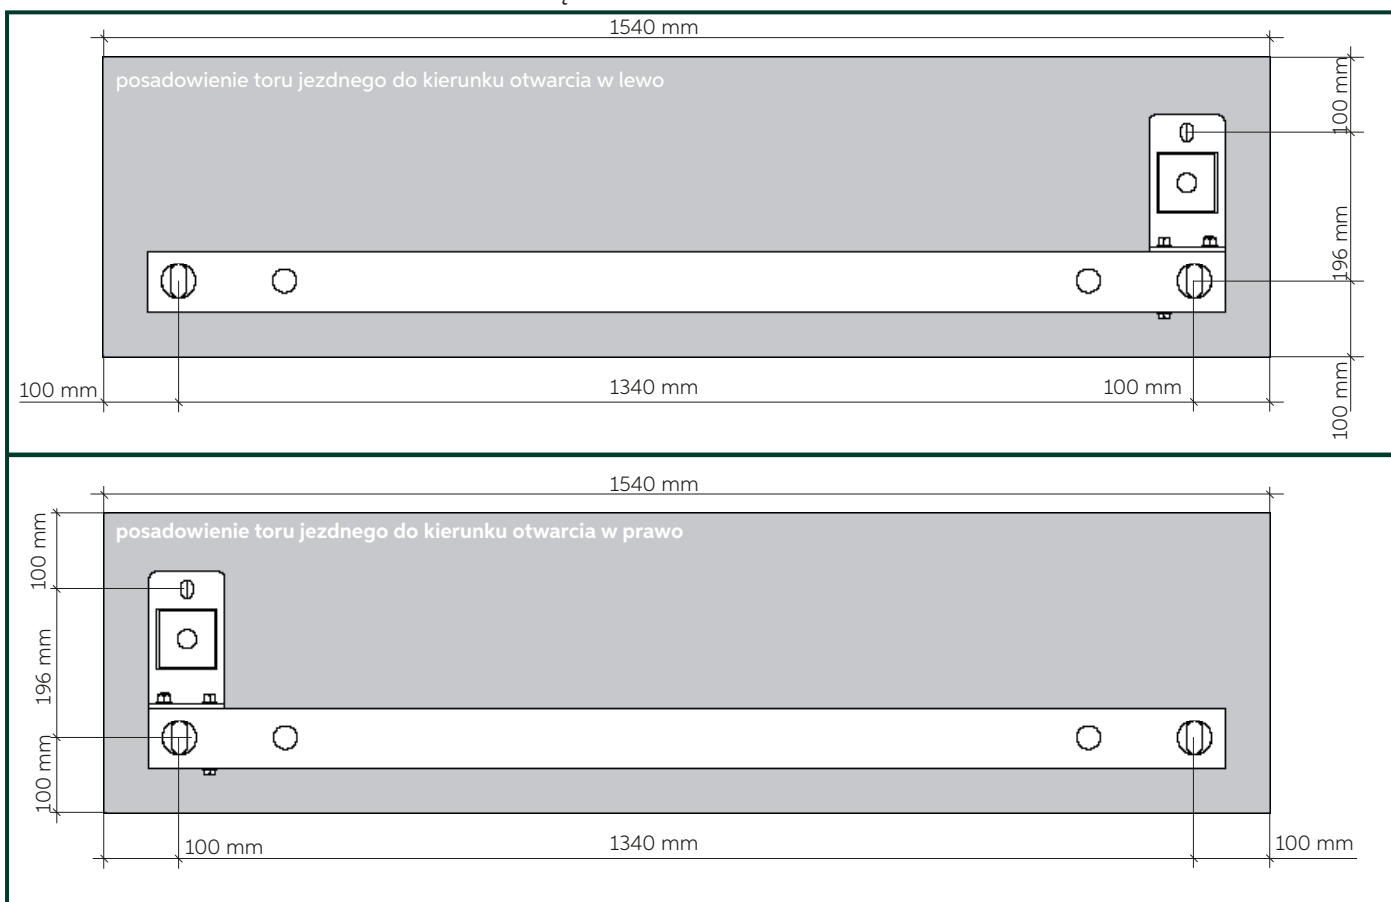 1540 mm
posadowienie toru jezdnego do kierunku otwarcia w lewo
100 mm
196 mm
100 mm
1340 mm
100 mm
100 mm
1540 mm
posadowienie toru jezdnego do kierunku otwarcia w prawo
100 mm
196 mm
100 mm
100 mm
1340 mm
100 mm